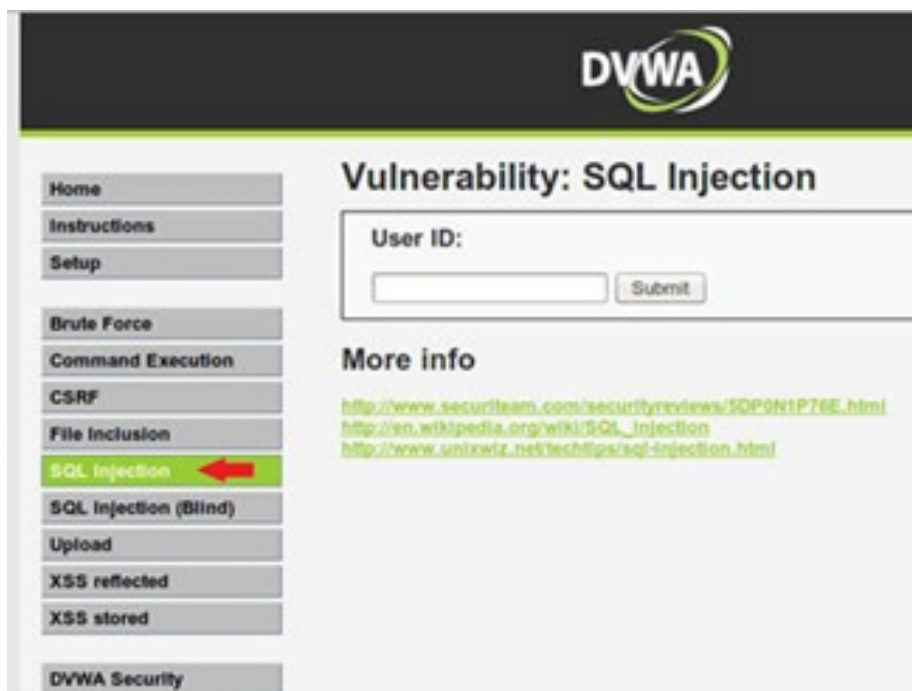 DVWA
Home
Instructions
Setup
Brute Force
Command Execution
CSRF
File Inclusion
SQL Injection
SQL Injection (Blind)
Upload
XSS reflected
XSS stored
DVWA Security
Vulnerability: SQL Injection
User ID:
Submit
More info
http://www.securiteam.com/securityreviews/5DP0N1P76E.html
http://en.wikipedia.org/wiki/SQL_injection
http://www.unixwiz.net/techtips/sql-injection.html